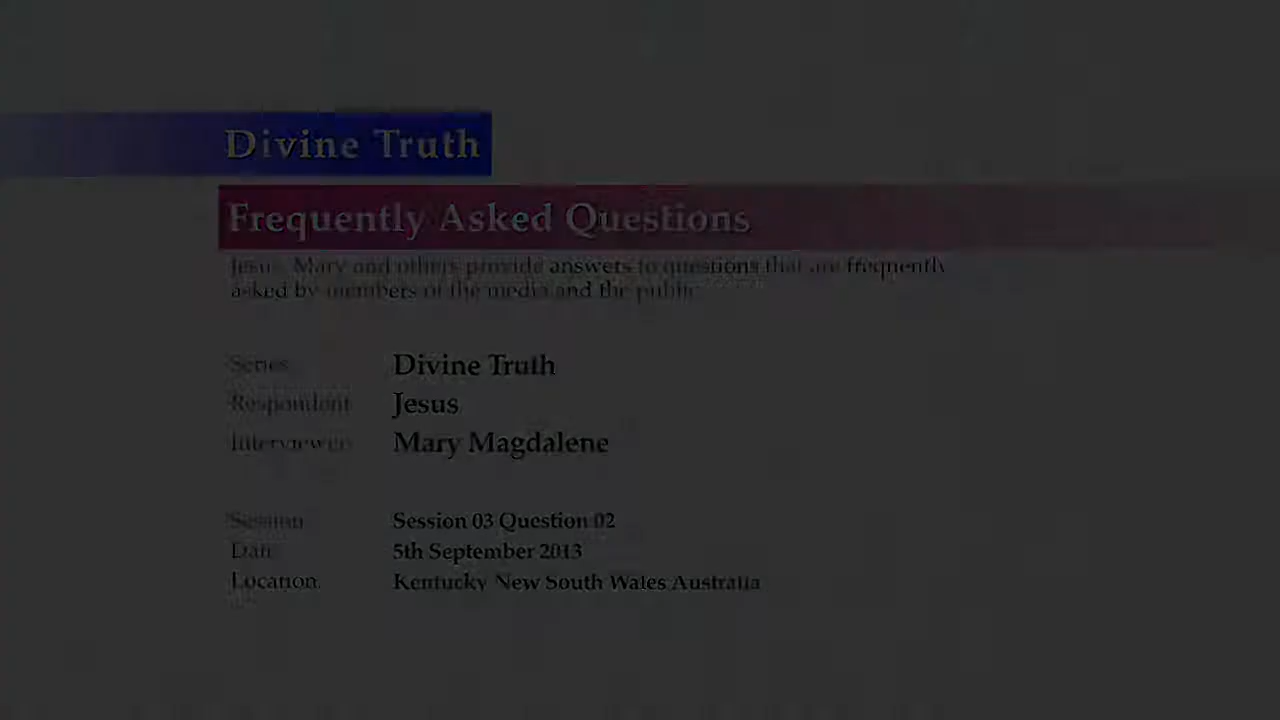 Divine Truth
Frequently Asked Questions
Jesus, Mary and others provide answers to questions that are frequently
asked by members of the media and the public
Series
Divine Truth
Respondent
Jesus
Interviewer
Mary Magdalene
Session
Session 03 Question 02
Date
5th September 2013
Location
Kentucky New South Wales Australia